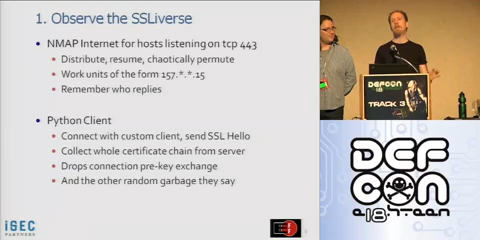 1. Observe the SSLiverse
NMAP Internet for hosts listening on tcp 443
Distribute, resume, chaotically permute
Work units of the form 157.*.*.15
Remember who replies
Python Client
Connect with custom client, send SSL Hello
Collect whole certificate chain from server
Drops connection pre-key exchange
And the other random garbage they say
iSEC
PARTNERS
DEFCON
TRACK 3
DEF
CON
e 18 hteen